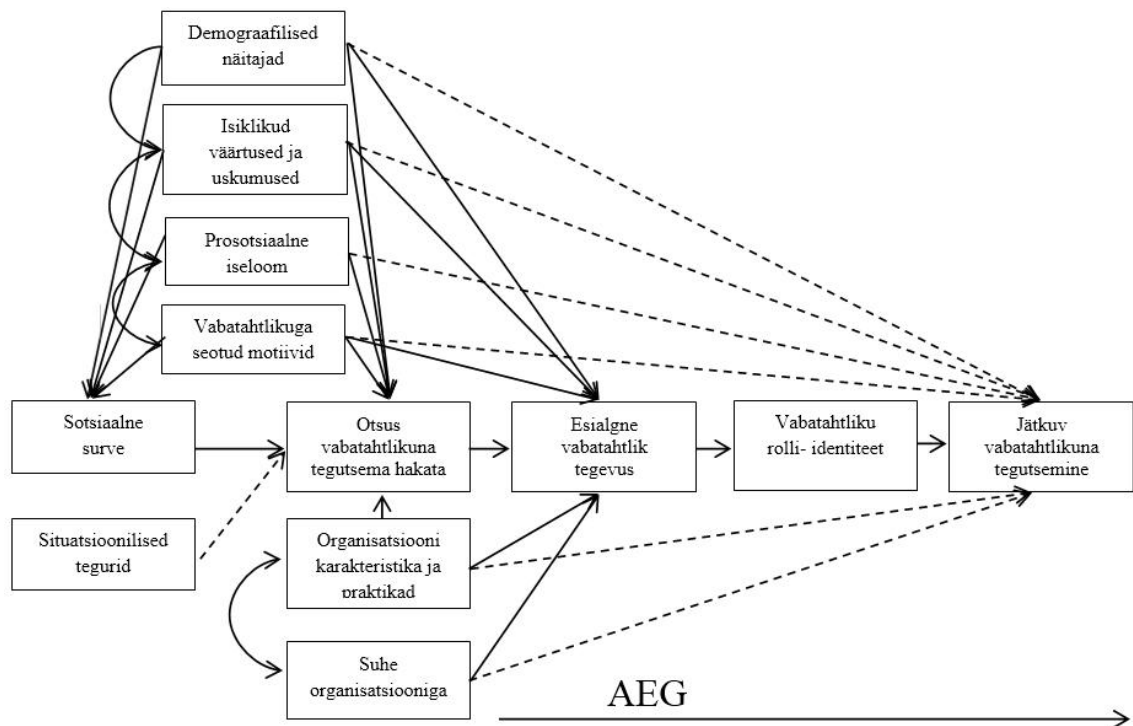 Demograafilised
näitajad
Isiklikud
väärtused ja
uskumused
Prosotsiaalne
iseloom
Vabatahtlikuga
seotud motiivid
Sotsiaalne
surve
Otsus
vabatahtlikuna
tegutsema hakata
Esialgne
vabatahtlik
tegevus
Vabatahtliku
rolli- identiteet
Jätkuv
vabatahtlikuna
tegutsemine
Situatsioonilised
tegurid
Organisatsiooni
karakteristika ja
praktikad
Suhe
organisatsiooniga
AEG